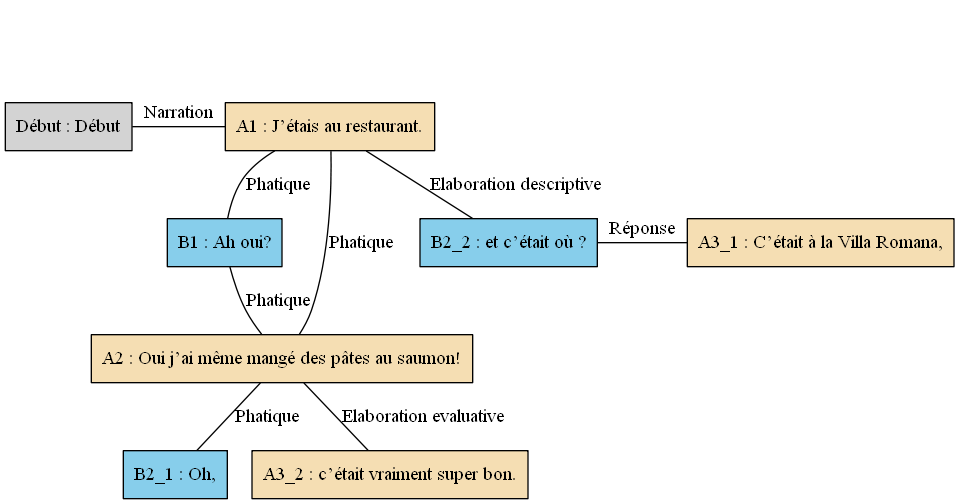 Narration
Début : Début
A1 : J’étais au restaurant.
Phatique
Elaboration descriptive
B1 : Ah oui?
Phatique
B2_2 : et c’était où ?
Réponse
A3_1 : C’était à la Villa Romana,
Phatique
A2 : Oui j’ai même mangé des pâtes au saumon!
Phatique
Elaboration evaluative
B2_1 : Oh,
A3_2 : c’était vraiment super bon.